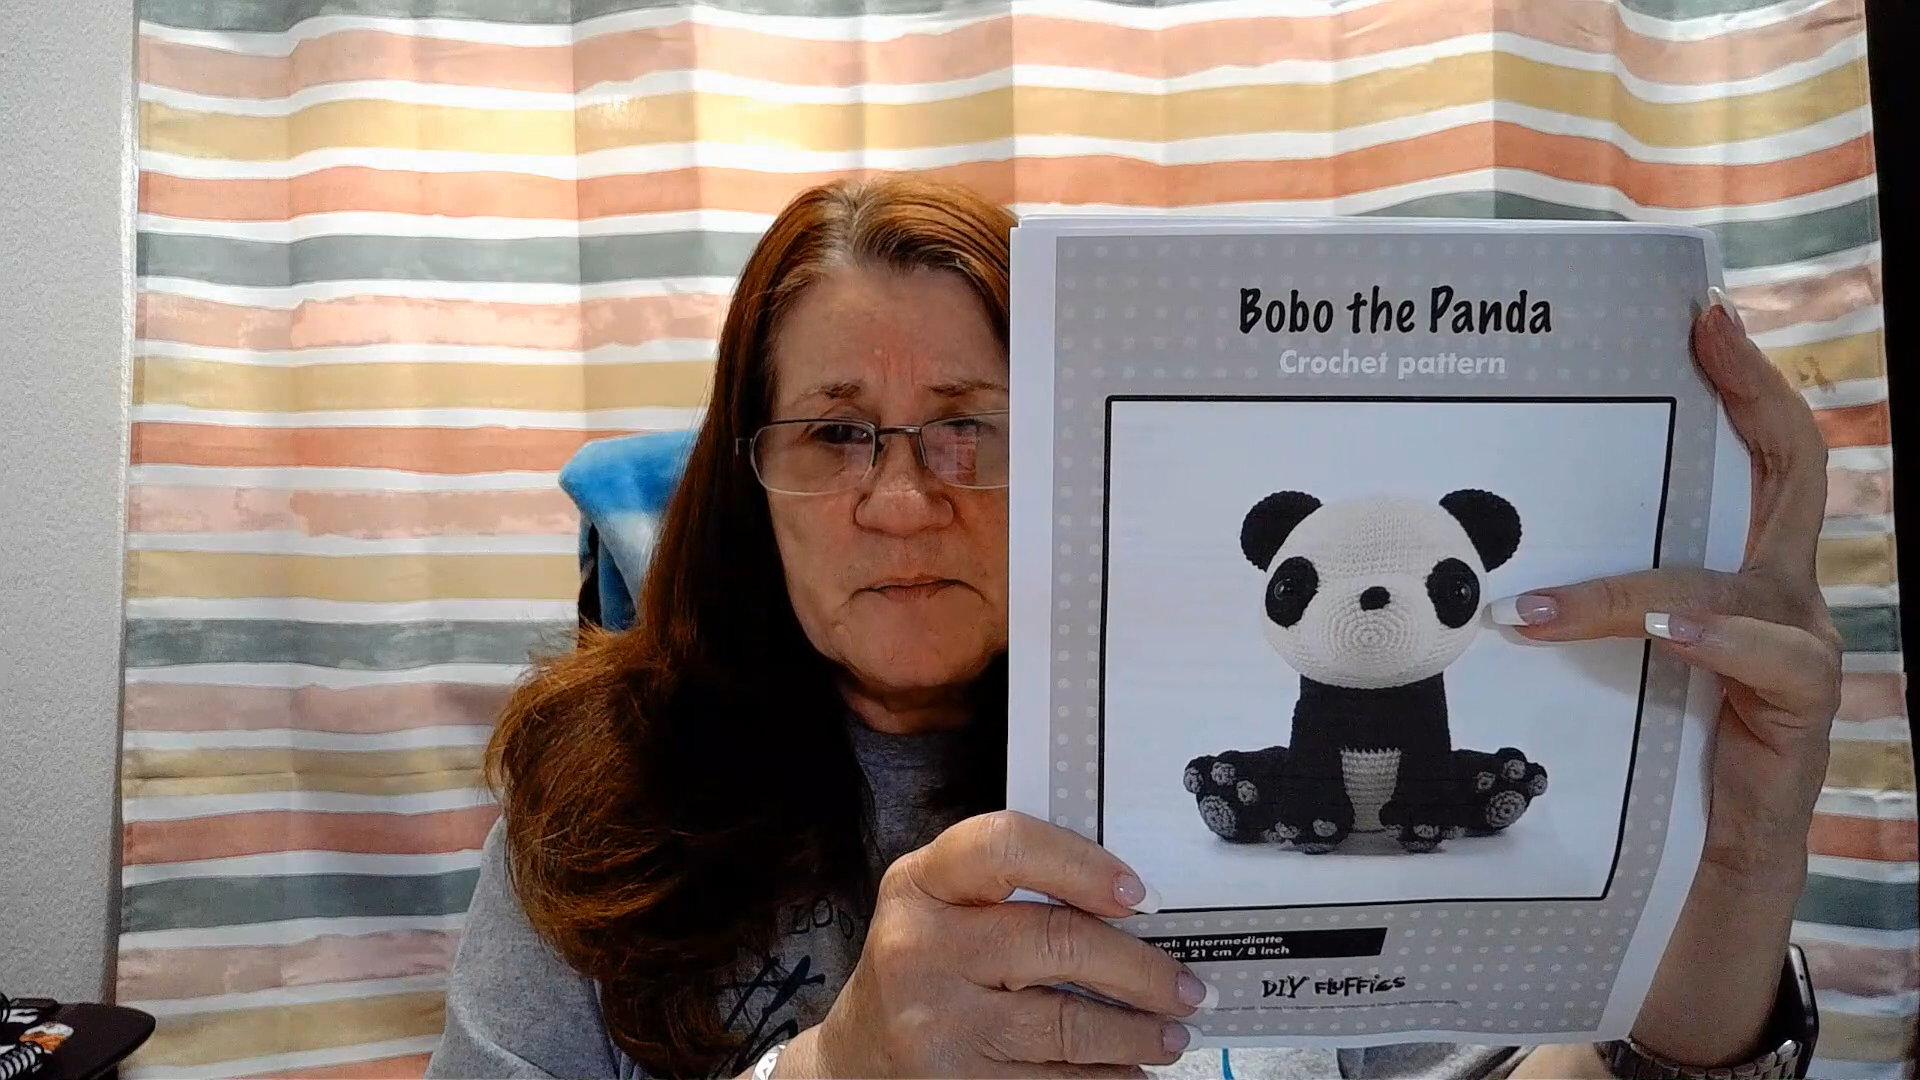 Bobo the Panda
Crochet pattern
Intermediatte
21 cm / 8 inch
DIY FLUFFIES